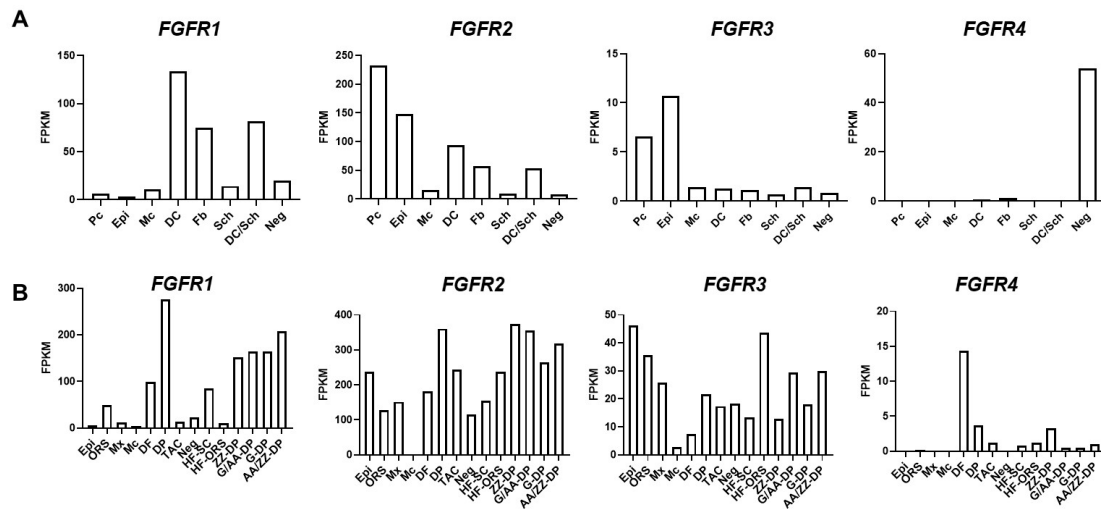 A
FGFR1
FPKM
150
100
50
0
Pc Epi Mc DC Fb Sch DC/Sch Neg
FGFR2
FPKM
250
200
150
100
50
0
Pc Epi Mc DC Fb Sch DC/Sch Neg
FGFR3
FPKM
15
10
5
0
Pc Epi Mc DC Fb Sch DC/Sch Neg
FGFR4
FPKM
60
40
20
0
Pc Epi Mc DC Fb Sch DC/Sch Neg
B
FGFR1
FPKM
300
200
100
0
Epi ORS Mx Mc DF DP TAC Neg HF-SC HF-ORS ZZ-DP G/AA-DP G-DP AA/ZZ-DP
FGFR2
FPKM
400
300
200
100
0
Epi ORS Mx Mc DF DP TAC Neg HF-SC HF-ORS ZZ-DP G/AA-DP G-DP AA/ZZ-DP
FGFR3
FPKM
50
40
30
20
10
0
Epi ORS Mx Mc DF DP TAC Neg HF-SC HF-ORS ZZ-DP G/AA-DP G-DP AA/ZZ-DP
FGFR4
FPKM
20
15
10
5
0
Epi ORS Mx Mc DF DP TAC Neg HF-SC HF-ORS ZZ-DP G/AA-DP G-DP AA/ZZ-DP